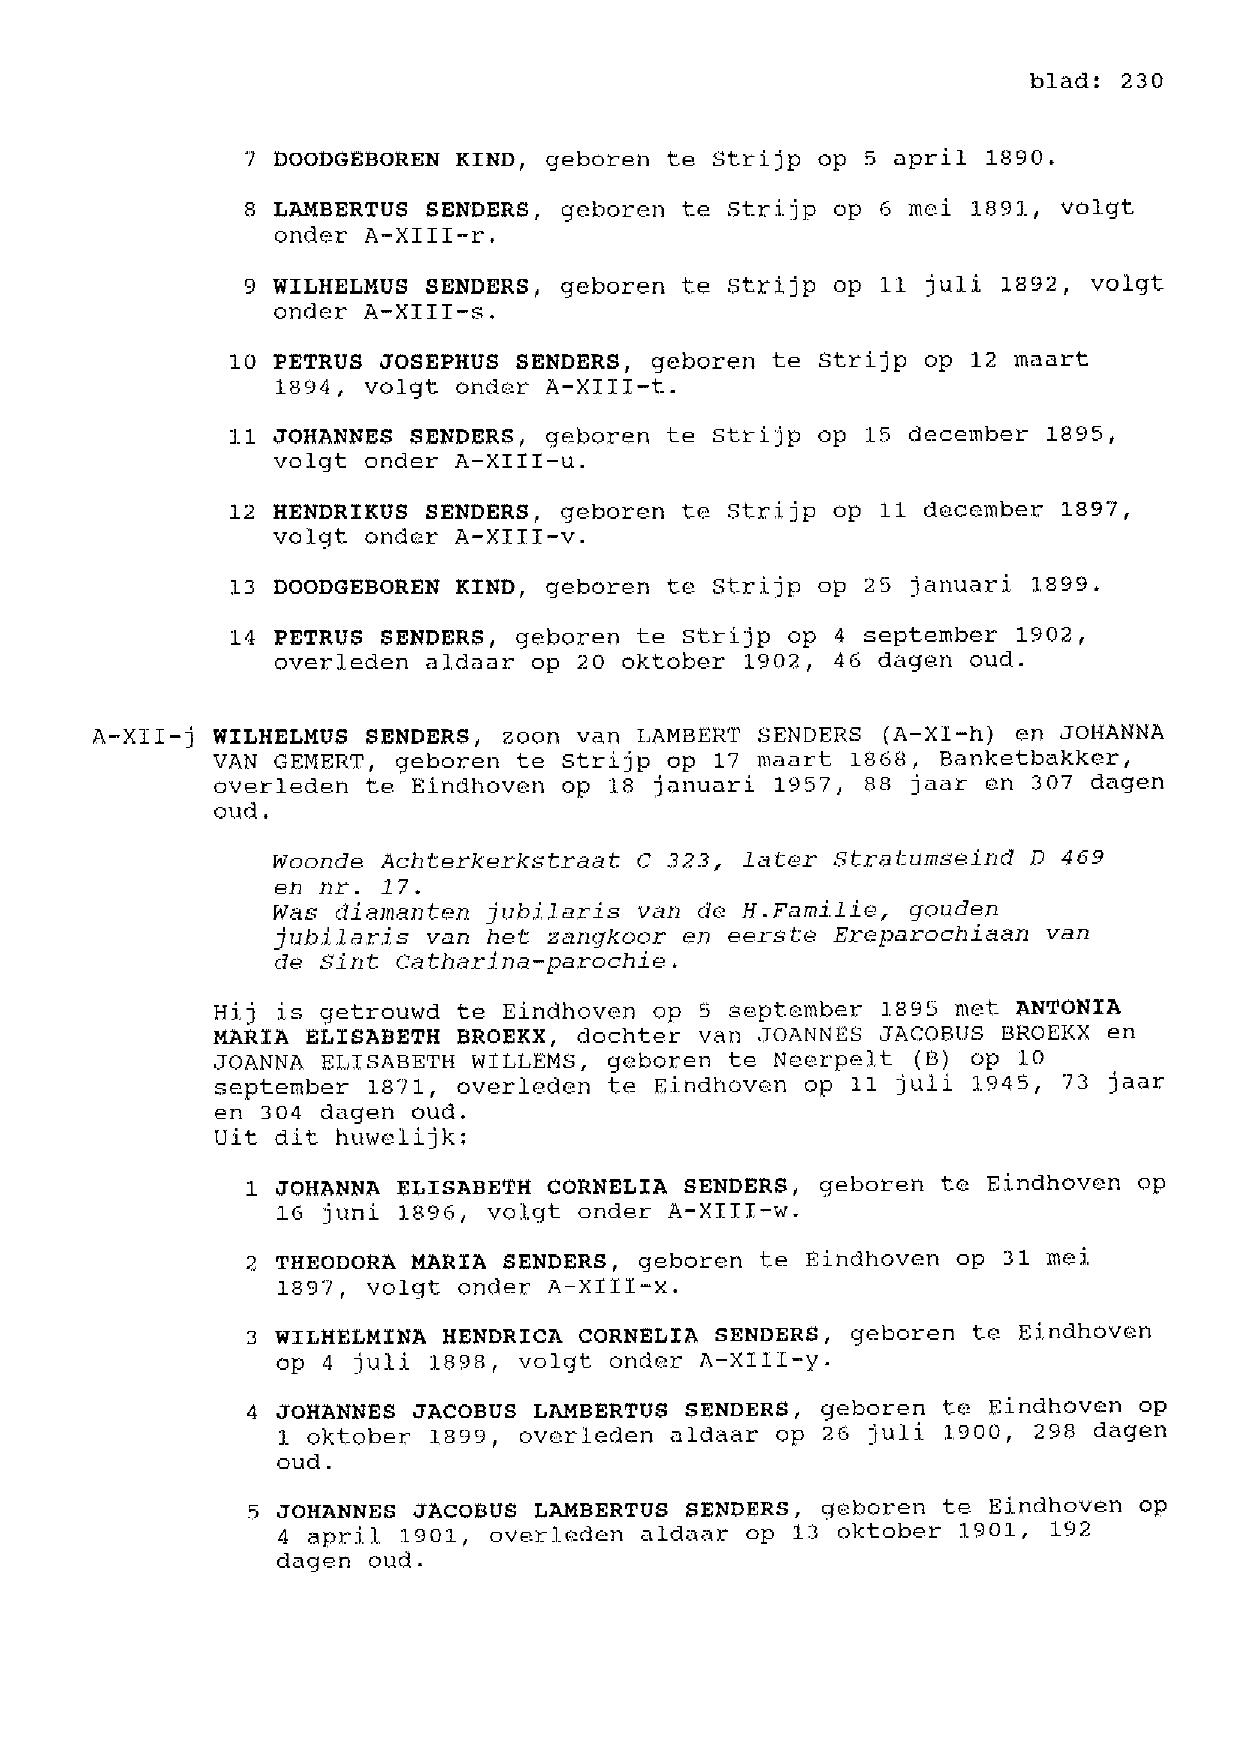 blad: 230
7 DOODGEBOREN KIND, geboren te Strijp op 5 april 1890.
8 LAMBERTUS SENDERS, geboren te Strijp op 6 mei 1891, volgt
onder A-XIII-r.
9 WILHELMUS SENDERS, geboren te Strijp op 11 juli 1892, volgt
onder A-XIII-s.
10 PETRUS JOSEPHUS SENDERS, geboren te Strijp op 12 maart
1894, volgt onder A-XIII-t.
11 JOHANNES SENDERS, geboren te Strijp op 15 december 1895,
volgt onder A-XIII-u.
12 HENDRIKUS SENDERS, geboren te Strijp op 11 december 1897,
volgt onder A-XIII-v.
13 DOODGEBOREN KIND, geboren te Strijp op 25 januari 1899.
14 PETRUS SENDERS, geboren te Strijp op 4 september 1902,
overleden aldaar op 20 oktober 1902, 46 dagen oud.
A-XII-j WILHELMUS SENDERS, zoon van LAMBERT SENDERS (A-XI-h) en JOHANNA
VAN GEMERT, geboren te Strijp op 17 maart 1868, Banketbakker,
overleden te Eindhoven op 18 januari 1957, 88 jaar en 307 dagen
oud.
Woonde Achterkerkstraat C 323, later Stratumseind D 469
en nr. 17.
Was diamanten jubilaris van de H.Familie, gouden
jubilaris van het zangkoor en eerste Ereparochiaan van
de Sint Catharina-parochie.
Hij is getrouwd te Eindhoven op 5 september 1895 met ANTONIA
MARIA ELISABETH BROEKX, dochter van JOANNES JACOBUS BROEKX en
JOANNA ELISABETH WILLEMS, geboren te Neerpelt (B) op 10
september 1871, overleden te Eindhoven op 11 juli 1945, 73 jaar
en 304 dagen oud.
Uit dit huwelijk:
1 JOHANNA ELISABETH CORNELIA SENDERS, geboren te Eindhoven op
16 juni 1896, volgt onder A-XIII-w.
2 THEODORA MARIA SENDERS, geboren te Eindhoven op 31 mei
1897, volgt onder A-XIII-x.
3 WILHELMINA HENDRICA CORNELIA SENDERS, geboren te Eindhoven
op 4 juli 1898, volgt onder A-XIII-y.
4 JOHANNES JACOBUS LAMBERTUS SENDERS, geboren te Eindhoven op
1 oktober 1899, overleden aldaar op 26 juli 1900, 298 dagen
oud.
5 JOHANNES JACOBUS LAMBERTUS SENDERS, geboren te Eindhoven op
4 april 1901, overleden aldaar op 13 oktober 1901, 192
dagen oud.